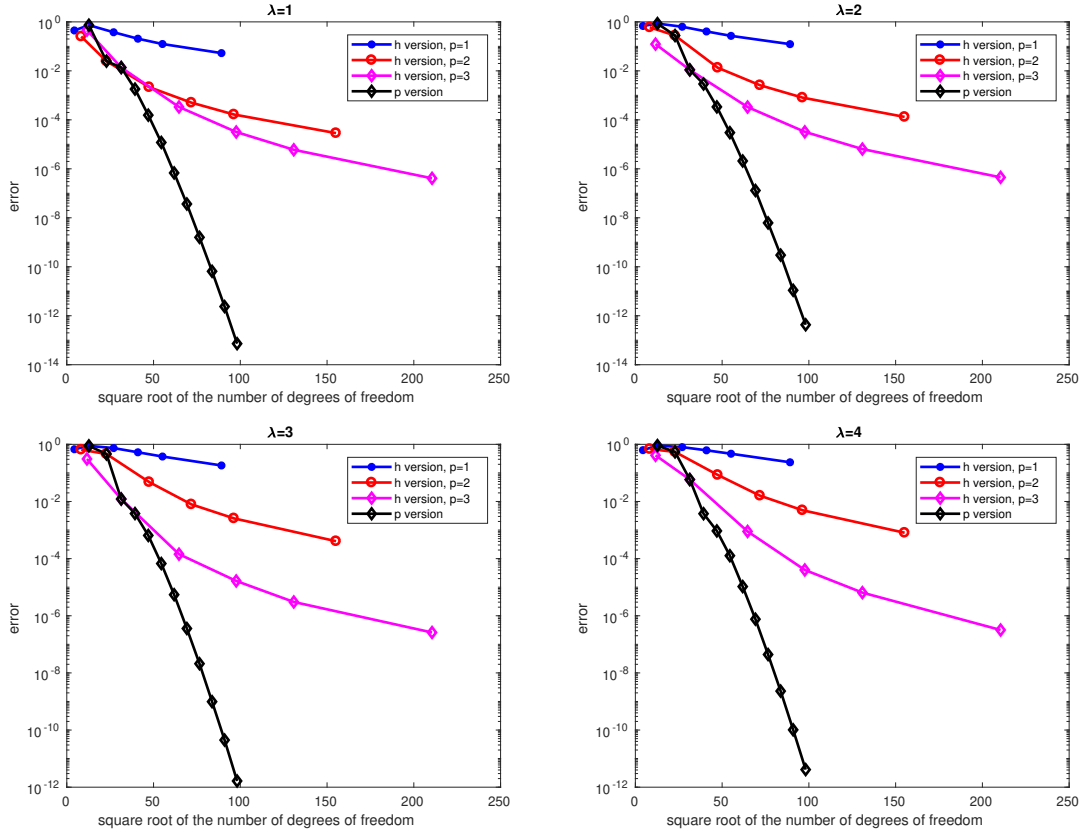 λ=1
10^0
10^-2
10^-4
10^-6
10^-8
10^-10
10^-12
10^-14
error
0 50 100 150 200 250
square root of the number of degrees of freedom
h version, p=1
h version, p=2
h version, p=3
p version
λ=2
10^0
10^-2
10^-4
10^-6
10^-8
10^-10
10^-12
10^-14
error
0 50 100 150 200 250
square root of the number of degrees of freedom
h version, p=1
h version, p=2
h version, p=3
p version
λ=3
10^0
10^-2
10^-4
10^-6
10^-8
10^-10
10^-12
error
0 50 100 150 200 250
square root of the number of degrees of freedom
h version, p=1
h version, p=2
h version, p=3
p version
λ=4
10^0
10^-2
10^-4
10^-6
10^-8
10^-10
10^-12
error
0 50 100 150 200 250
square root of the number of degrees of freedom
h version, p=1
h version, p=2
h version, p=3
p version